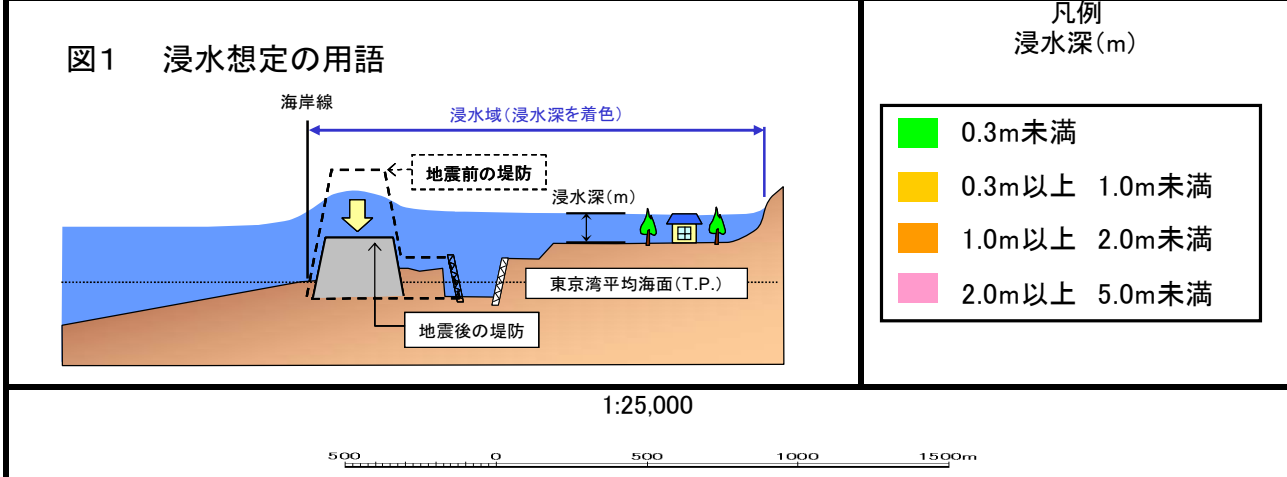 図1 浸水想定の用語
海岸線
浸水域(浸水深を着色)
地震前の堤防
浸水深(m)
東京湾平均海面(T.P.)
地震後の堤防
凡例
浸水深(m)
0.3m未満
0.3m以上 1.0m未満
1.0m以上 2.0m未満
2.0m以上 5.0m未満
1:25,000
500 0 500 1000 1500m